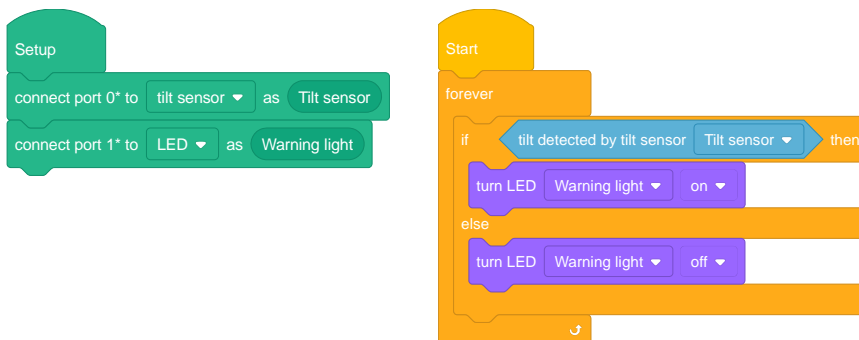 Setup
connect port 0* to tilt sensor as Tilt sensor
connect port 1* to LED as Warning light
Start
forever
if tilt detected by tilt sensor Tilt sensor then
turn LED Warning light on
else
turn LED Warning light off